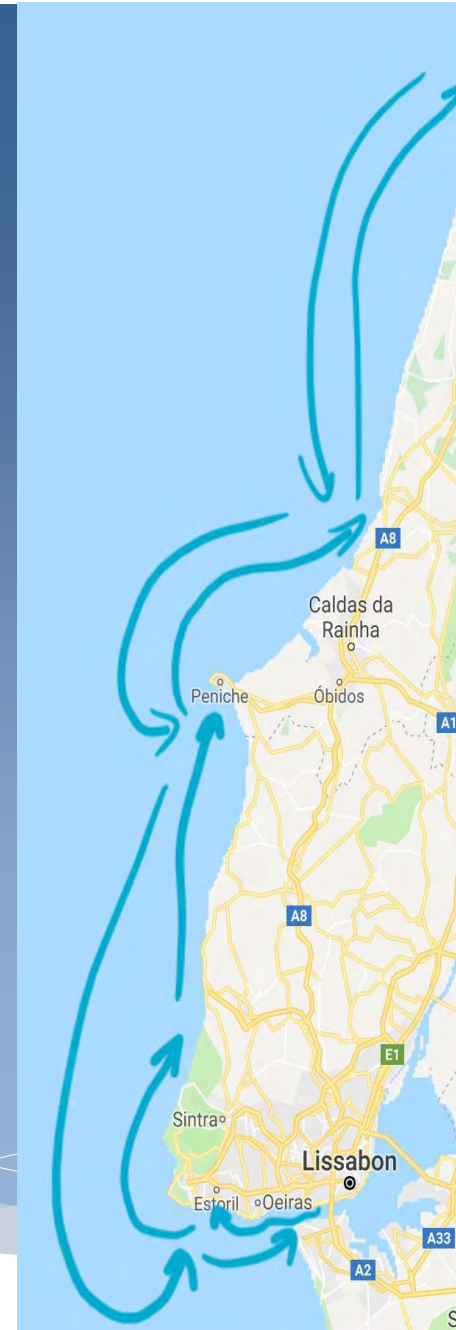 A8
Caldas da
Rainha
Peniche
Óbidos
A1
A8
E1
Sintra
Lissabon
Estoril
Oeiras
A33
A2
S